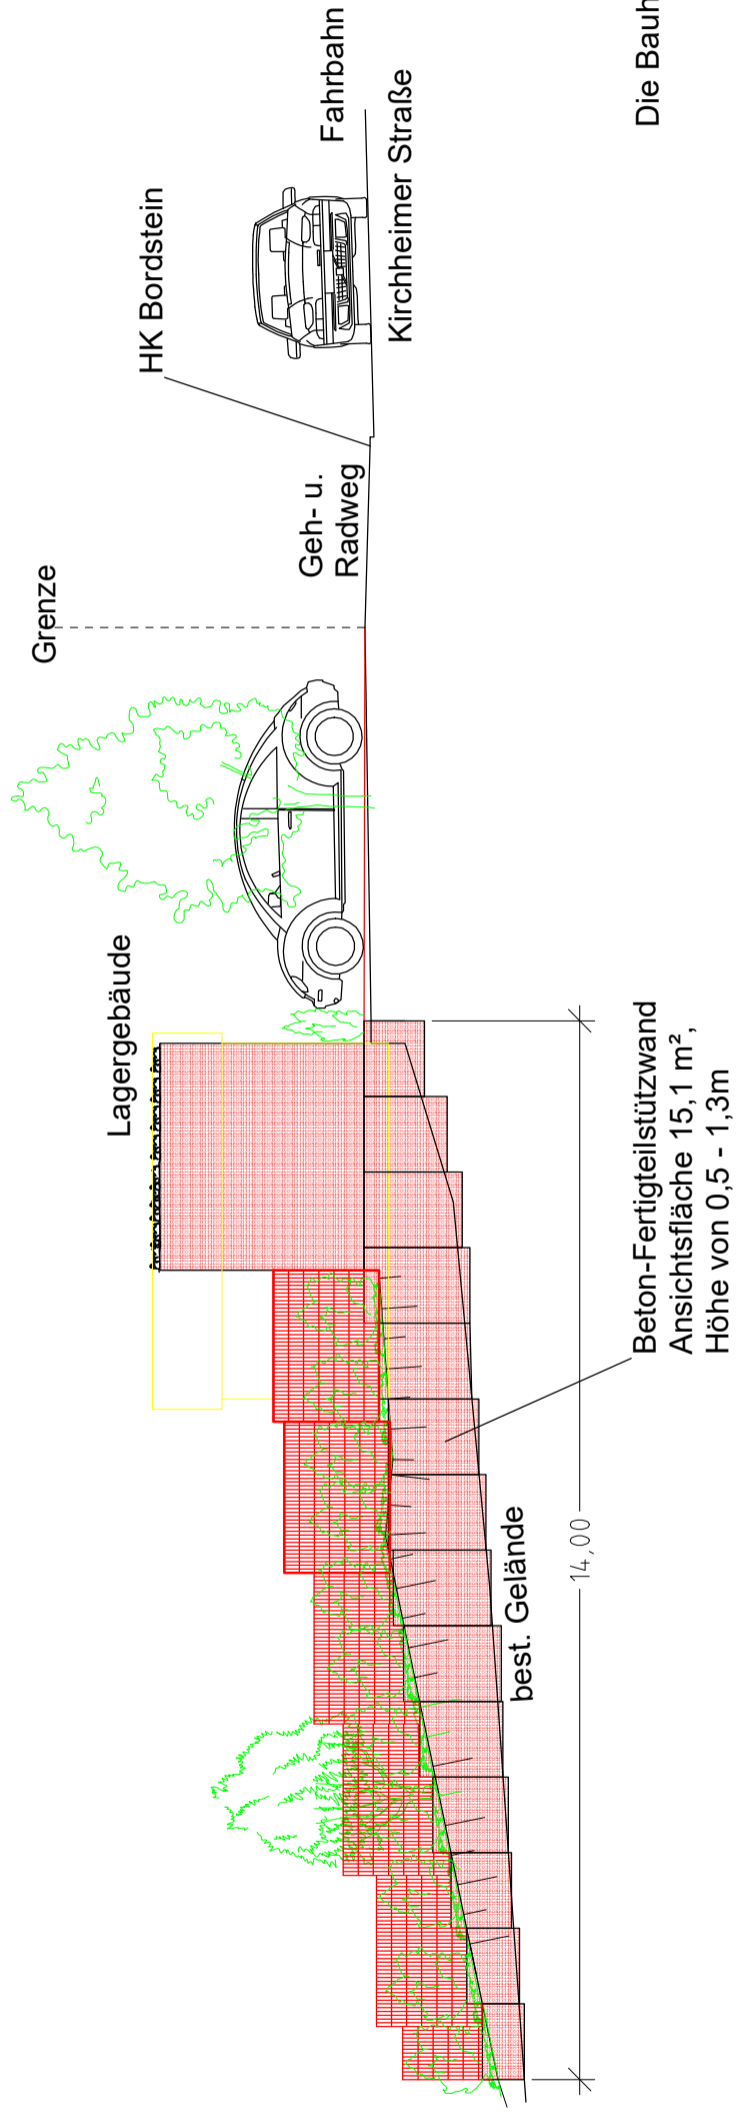 Grenze
Lagergebäude
HK Bordstein
Geh- u.
Radweg
Fahrbahn
Kirchheimer Straße
best. Gelände
14,00
Beton-Fertigteilstützwand
Ansichtsfläche 15,1 m²,
Höhe von 0,5 - 1,3m
Die Bauh